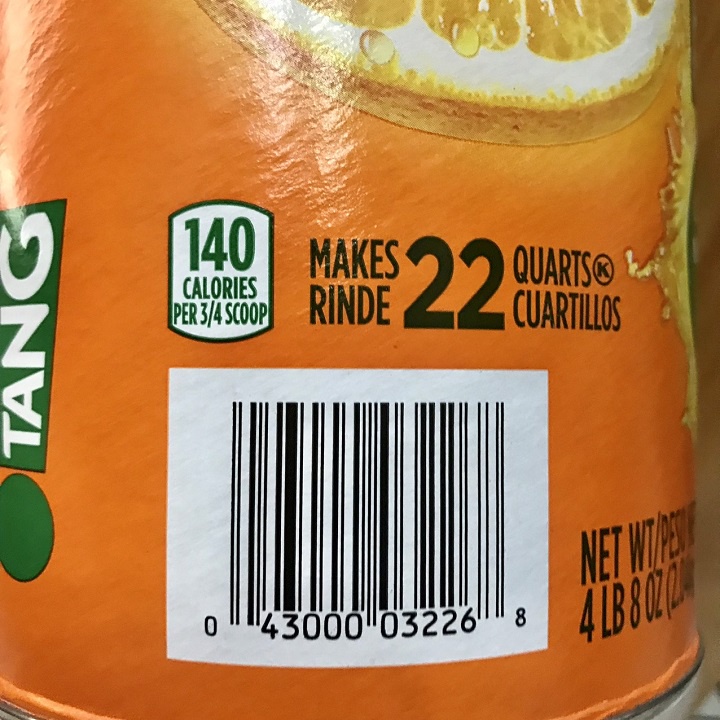 TANG
140
CALORIES
PER 3/4 SCOOP
MAKES 22 QUARTS K
RINDE CUARTILLOS
0 43000 03226 8
NET WT/PESO
4 LB 8 OZ